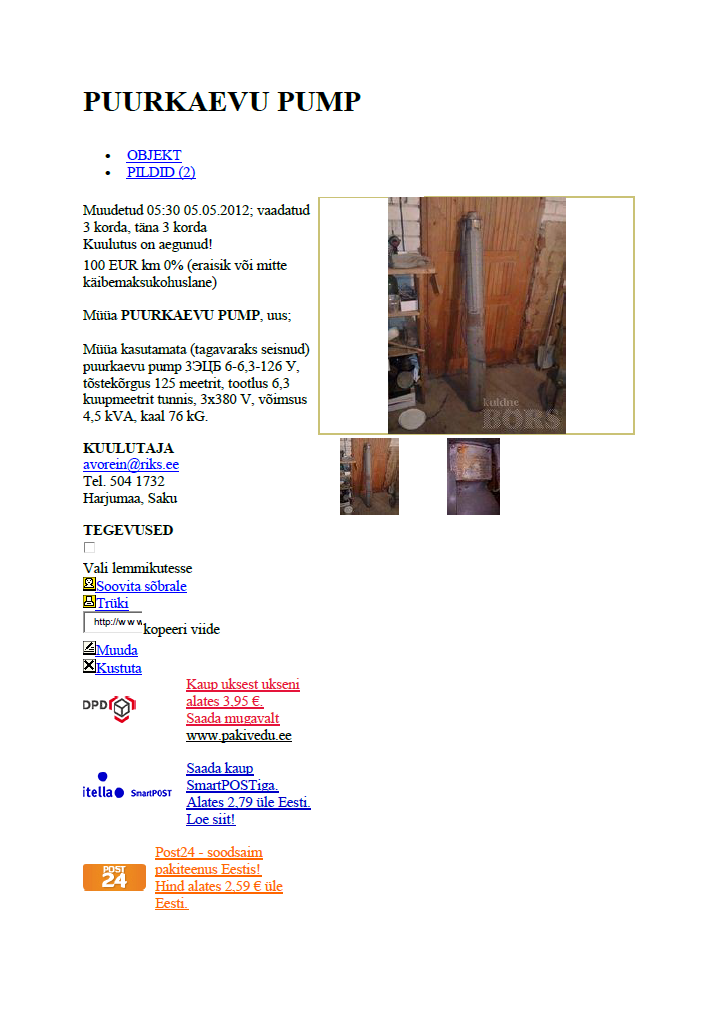 PUURKAEVU PUMP
OBJEKT
PILDID (2)
Muudetud 05:30 05.05.2012; vaadatud
3 korda, täna 3 korda
Kuulutus on aegunud!
100 EUR km 0% (eraisik või mitte
käibemaksukohuslane)
Müüa PUURKAEVU PUMP, uus;
Müüa kasutamata (tagavaraks seisnud)
puurkaevu pump 3ЭЦБ 6-6,3-126 У,
tõstekõrgus 125 meetrit, tootlus 6,3
kuupmeetrit tunnis, 3x380 V, võimsus
4,5 kVA, kaal 76 kG.
kuldne
BÖRS
KUULUTAJA
avorein@riks.ee
Tel. 504 1732
Harjumaa, Saku
TEGEVUSED
Vali lemmikutesse
Soovita sõbrale
Trüki
http://ww kopeeri viide
Muuda
Kustuta
DPD
Kaup uksest ukseni
alates 3,95 €.
Saada mugavalt
www.pakivedu.ee
itella SmartPOST
Saada kaup
SmartPOSTiga.
Alates 2,79 üle Eesti.
Loe siit!
POST
24
Post24 - soodsaim
pakiteenus Eestis!
Hind alates 2,59 € üle
Eesti.